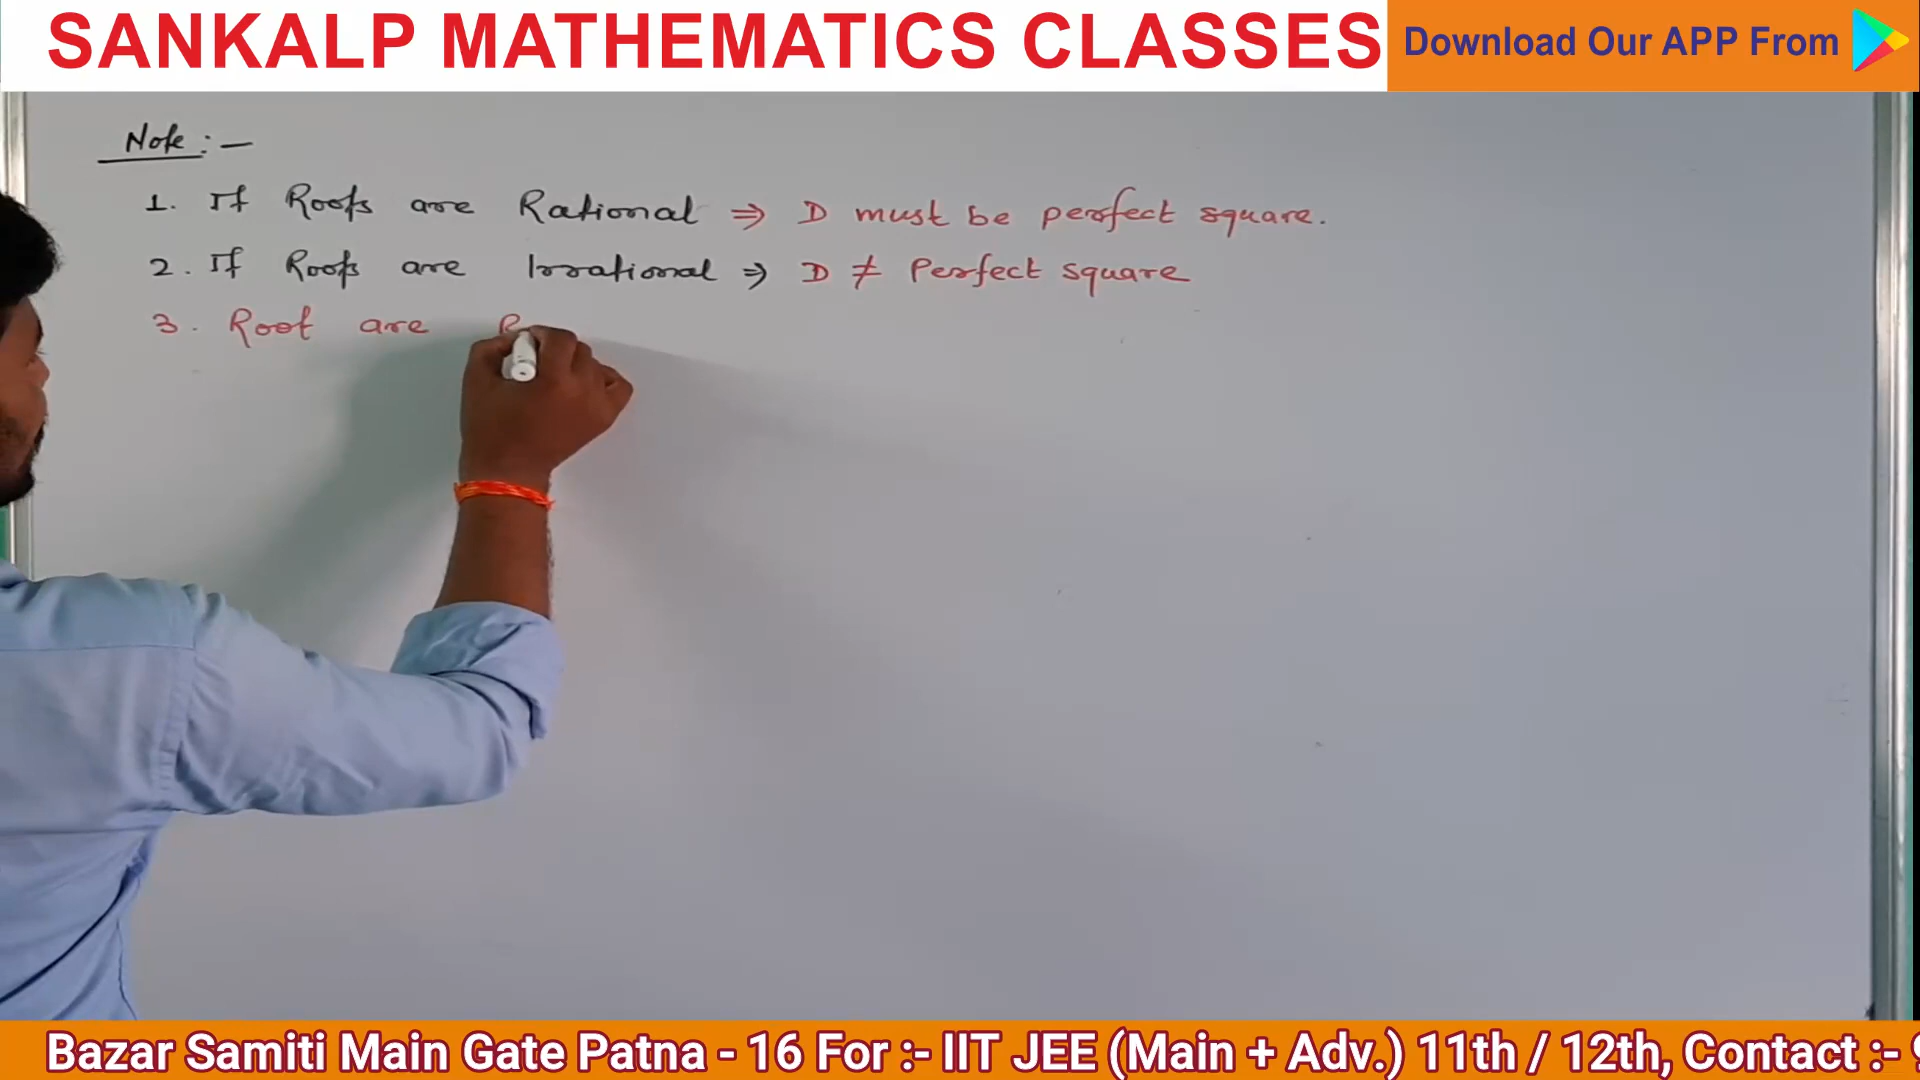 SANKALP MATHEMATICS CLASSES
Download Our APP From
Note :-
1. If Roots are Rational ⇒ D must be perfect square.
2. If Roots are Irrational ⇒ D ≠ Perfect square
3. Root are R
Bazar Samiti Main Gate Patna - 16 For :- IIT JEE (Main + Adv.) 11th / 12th, Contact :-